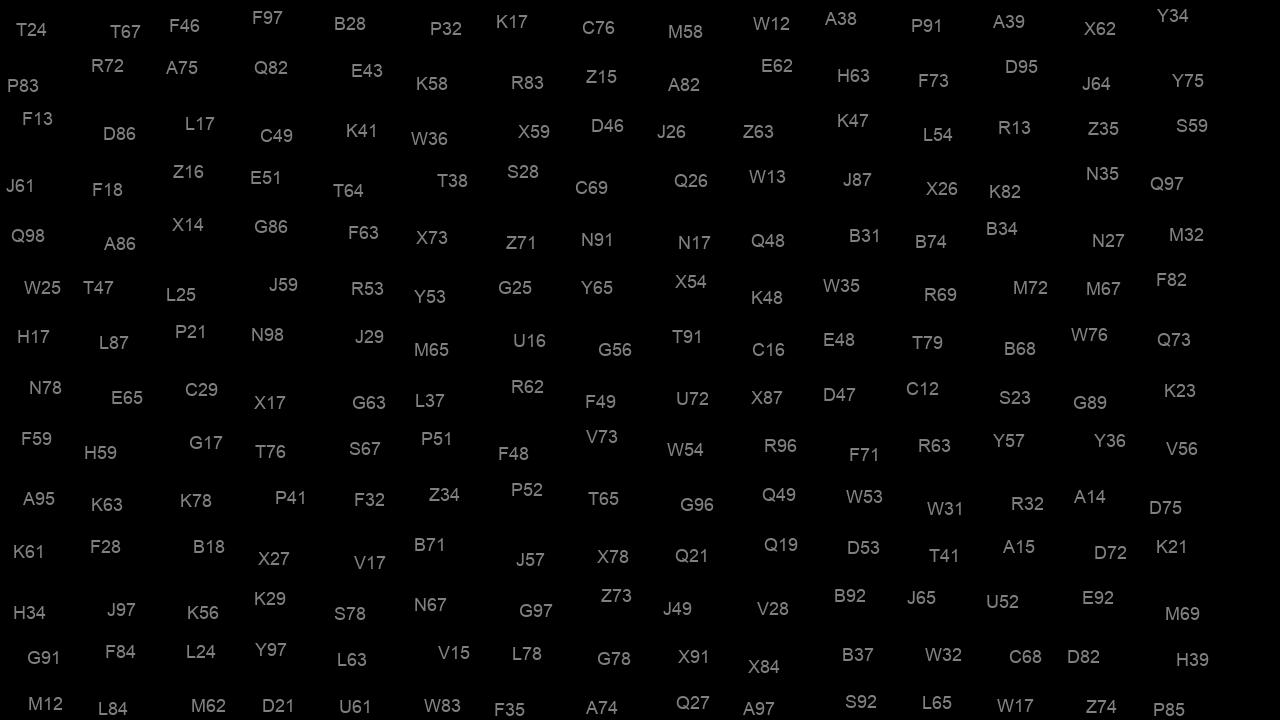 T24 T67 F46 F97 B28 P32 K17 C76 M58 W12 A38 P91 A39 X62 Y34
P83 R72 A75 Q82 E43 K58 R83 Z15 A82 E62 H63 F73 D95 J64 Y75
F13 D86 L17 C49 K41 W36 X59 D46 J26 Z63 K47 L54 R13 Z35 S59
J61 F18 Z16 E51 T64 T38 S28 C69 Q26 W13 J87 X26 K82 N35 Q97
Q98 A86 X14 G86 F63 X73 Z71 N91 N17 Q48 B31 B74 B34 N27 M32
W25 T47 L25 J59 R53 Y53 G25 Y65 X54 K48 W35 R69 M72 M67 F82
H17 L87 P21 N98 J29 M65 U16 G56 T91 C16 E48 T79 B68 W76 Q73
N78 E65 C29 X17 G63 L37 R62 F49 U72 X87 D47 C12 S23 G89 K23
F59 H59 G17 T76 S67 P51 F48 V73 W54 R96 F71 R63 Y57 Y36 V56
A95 K63 K78 P41 F32 Z34 P52 T65 G96 Q49 W53 W31 R32 A14 D75
K61 F28 B18 X27 V17 B71 J57 X78 Q21 Q19 D53 T41 A15 D72 K21
H34 J97 K56 K29 S78 N67 G97 Z73 J49 V28 B92 J65 U52 E92 M69
G91 F84 L24 Y97 L63 V15 L78 G78 X91 X84 B37 W32 C68 D82 H39
M12 L84 M62 D21 U61 W83 F35 A74 Q27 A97 S92 L65 W17 Z74 P85